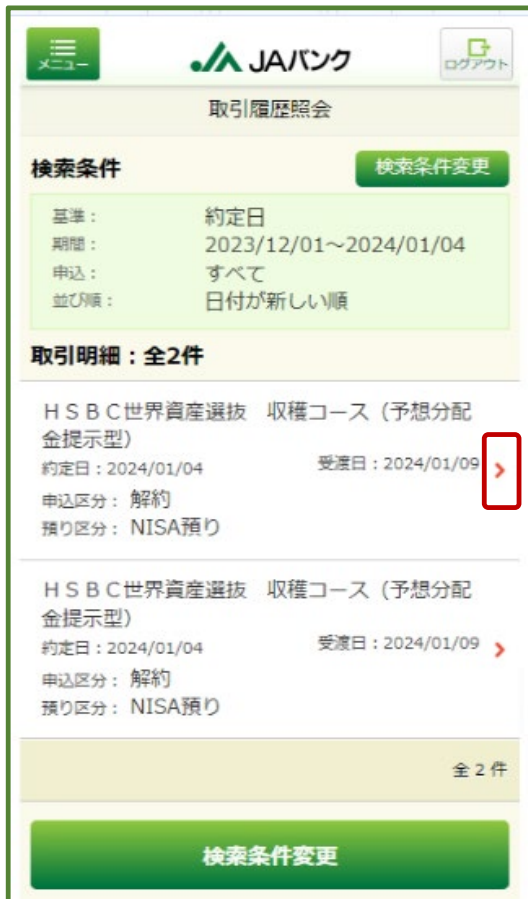 メニュー
JAバンク
ログアウト
取引履歴照会
検索条件
検索条件変更
基準: 約定日
期間: 2023/12/01～2024/01/04
申込: すべて
並び順: 日付が新しい順
取引明細:全2件
ＨＳＢＣ世界資産選抜　収穫コース（予想分配
金提示型）
約定日:2024/01/04 受渡日:2024/01/09
申込区分: 解約
預り区分: NISA預り
ＨＳＢＣ世界資産選抜　収穫コース（予想分配
金提示型）
約定日:2024/01/04 受渡日:2024/01/09
申込区分: 解約
預り区分: NISA預り
全２件
検索条件変更